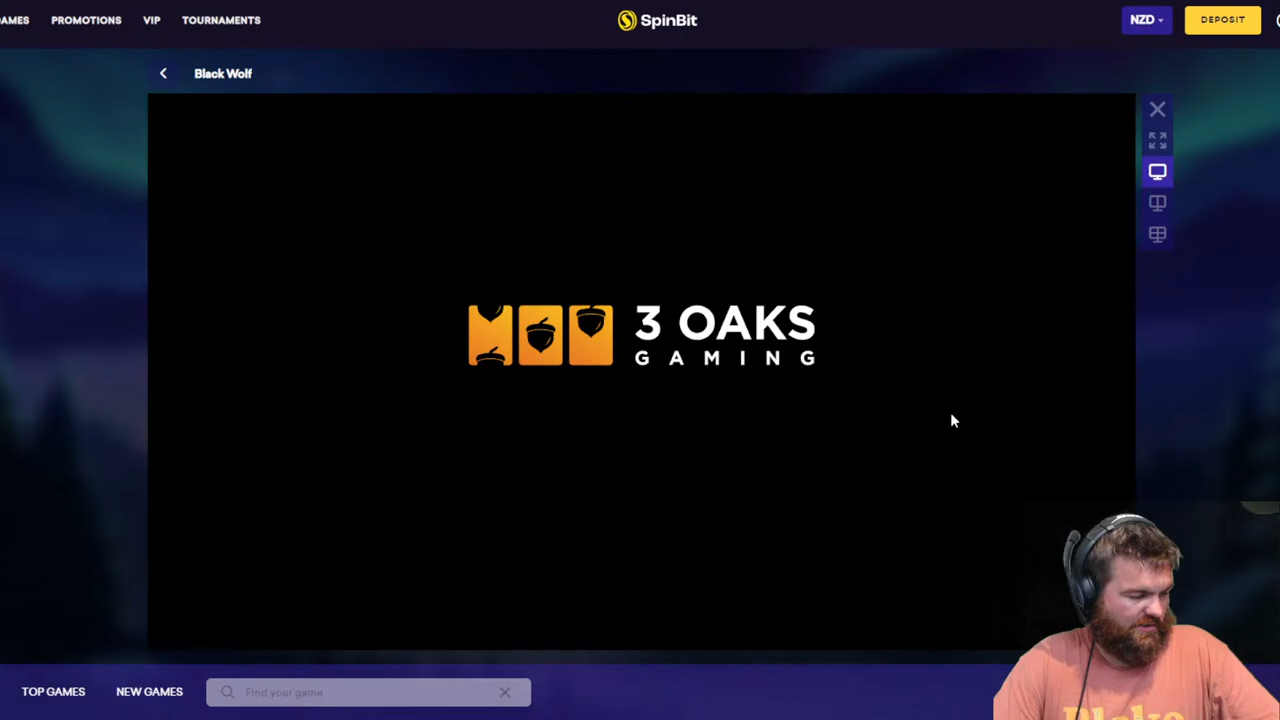 AMES PROMOTIONS VIP TOURNAMENTS SpinBit NZD DEPOSIT
Black Wolf
3 OAKS
GAMING
TOP GAMES NEW GAMES Find your game
Blake